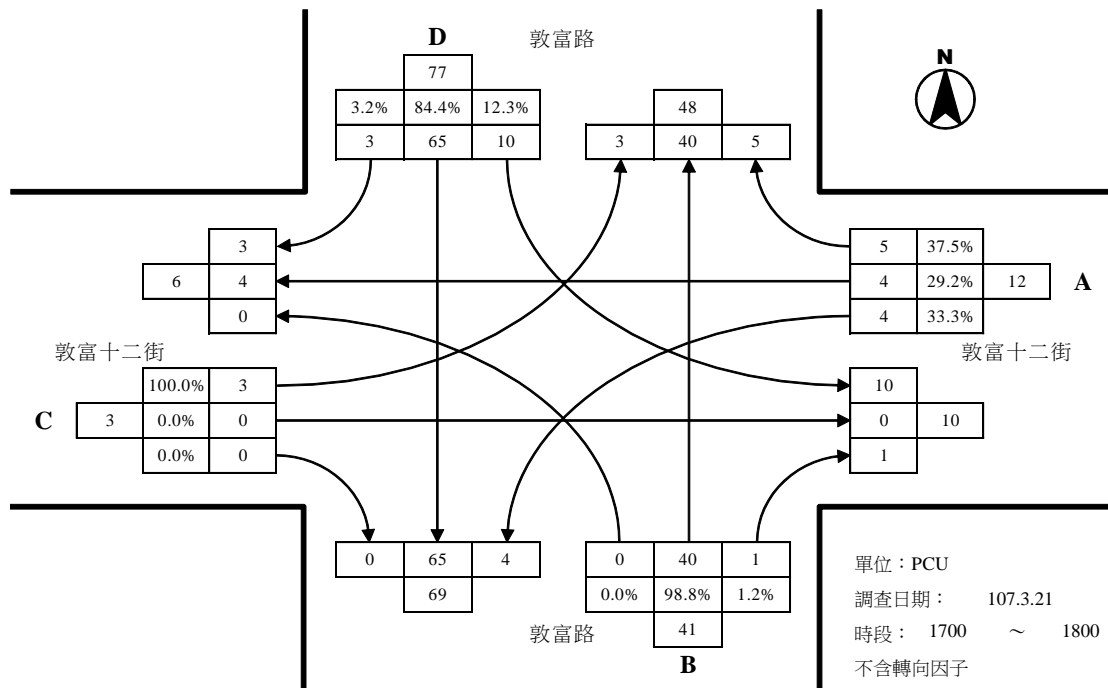 D
敦富路
N
77
3.2% 84.4% 12.3%
3 65 10
48
3 40 5
3
6 4
0
5 37.5%
4 29.2% 12
4 33.3%
A
敦富十二街
敦富十二街
C
100.0% 3
3 0.0% 0
0.0% 0
10
0 10
1
0 65 4
69
0 40 1
0.0% 98.8% 1.2%
41
敦富路
B
單位：PCU
調查日期： 107.3.21
時段： 1700 ～ 1800
不含轉向因子